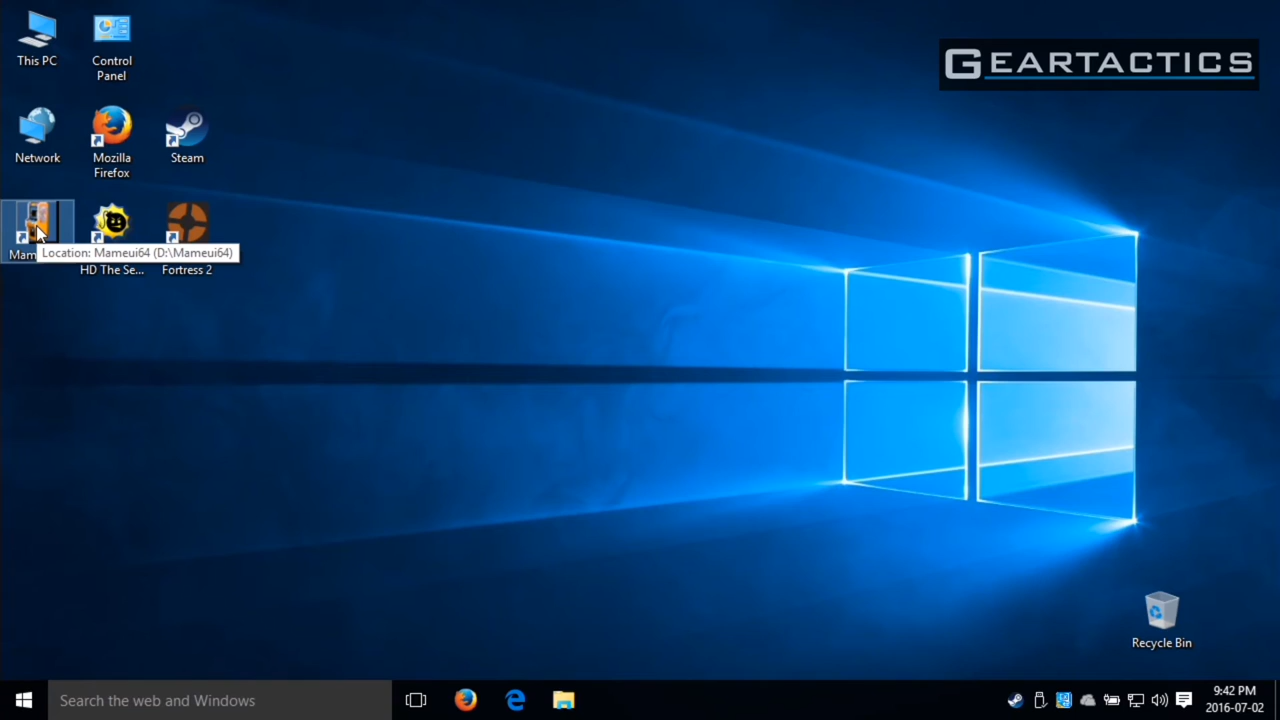 This PC
Control
Panel
GEARTACTICS
Network
Mozilla
Firefox
Steam
Mam
Location: Mameui64 (D:\Mameui64)
HD The Se...
Fortress 2
Recycle Bin
Search the web and Windows
9:42 PM
2016-07-02